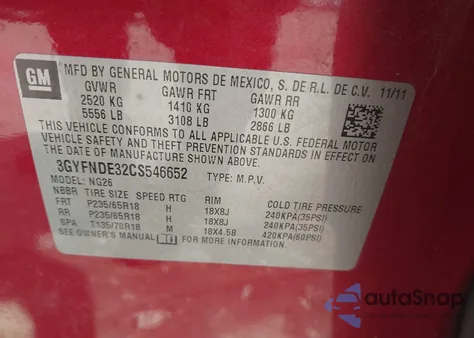 GM
MFD BY GENERAL MOTORS DE MEXICO, S. DE R.L. DE C.V. 11/11
GVWR GAWR FRT GAWR RR
2520 KG 1410 KG 1300 KG
5556 LB 3108 LB 2866 LB
THIS VEHICLE CONFORMS TO ALL APPLICABLE U.S. FEDERAL MOTOR
VEHICLE SAFETY AND THEFT PREVENTION STANDARDS IN EFFECT ON
THE DATE OF MANUFACTURE SHOWN ABOVE.
3GYFNDE32CS546652 TYPE: M.P.V.
MODEL: NG26
NBBR TIRE SIZE SPEED RTG RIM COLD TIRE PRESSURE
FRT P235/65R18 H 18X8J 240KPA(35PSI)
RR P235/65R18 H 18X8J 240KPA(35PSI)
SPA T135/70R18 M 18X4.5B 420KPA(60PSI)
SEE OWNER'S MANUAL
autoSnap